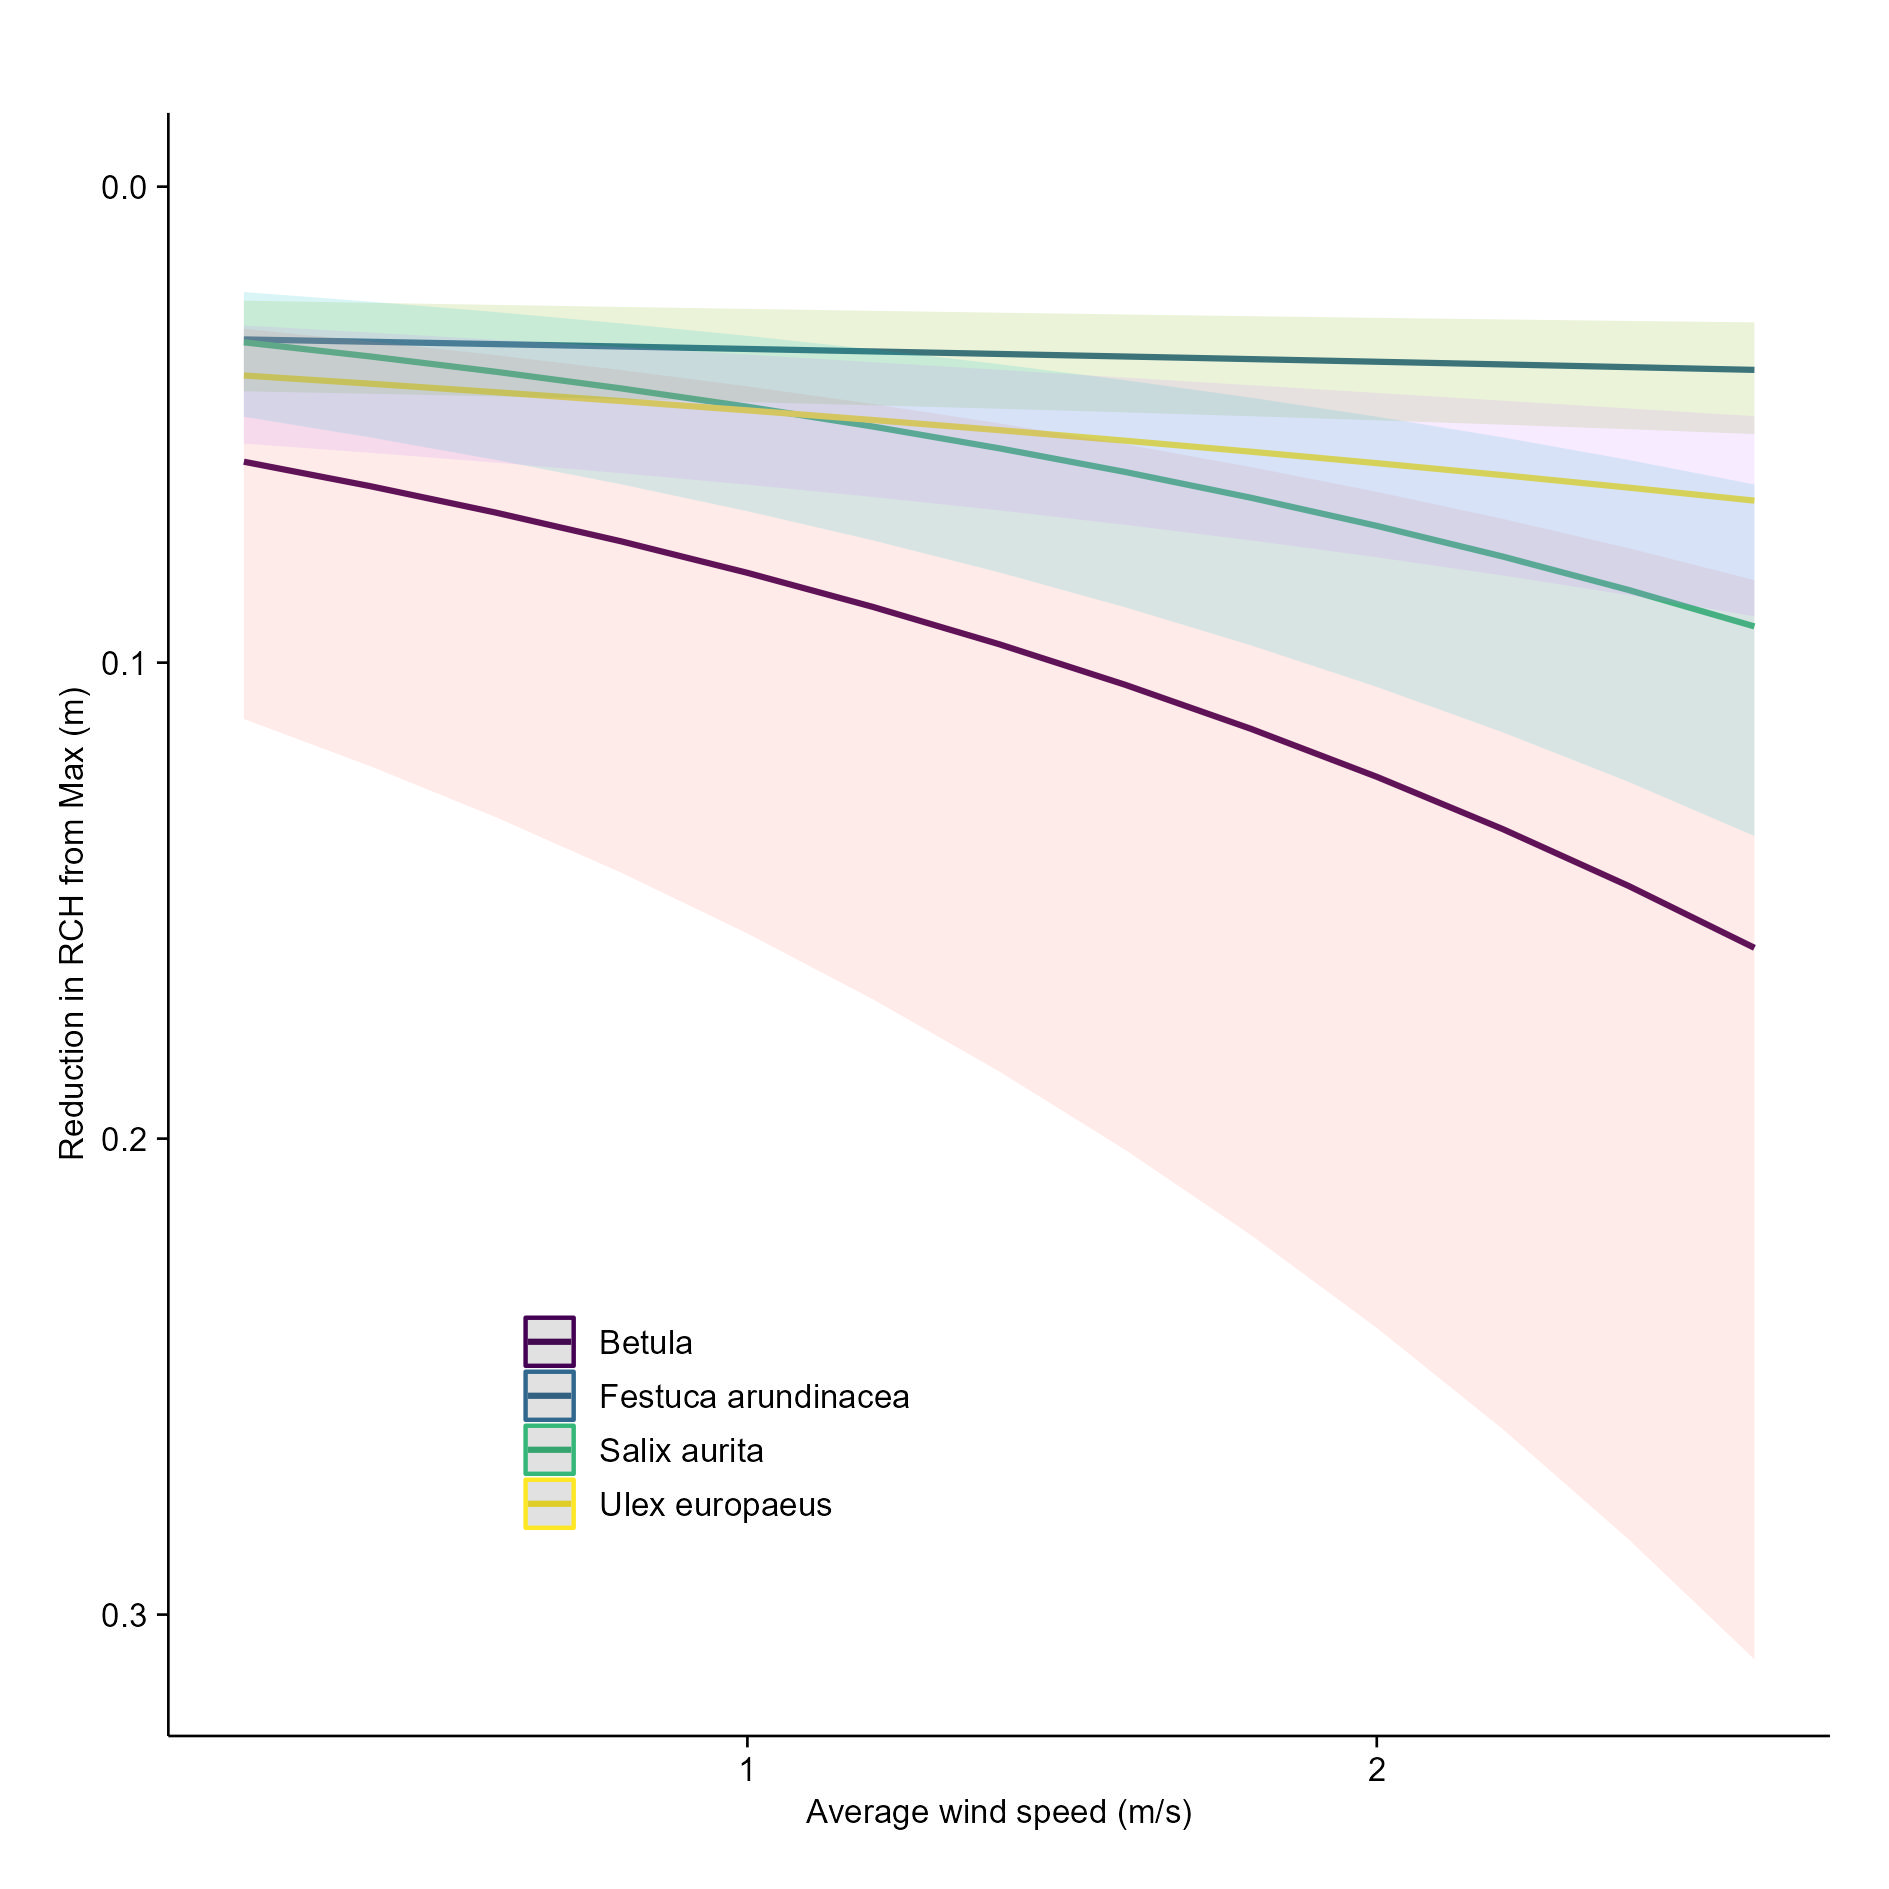 0.0
0.1
0.2
0.3
Reduction in RCH from Max (m)
Betula
Festuca arundinacea
Salix aurita
Ulex europaeus
1
2
Average wind speed (m/s)